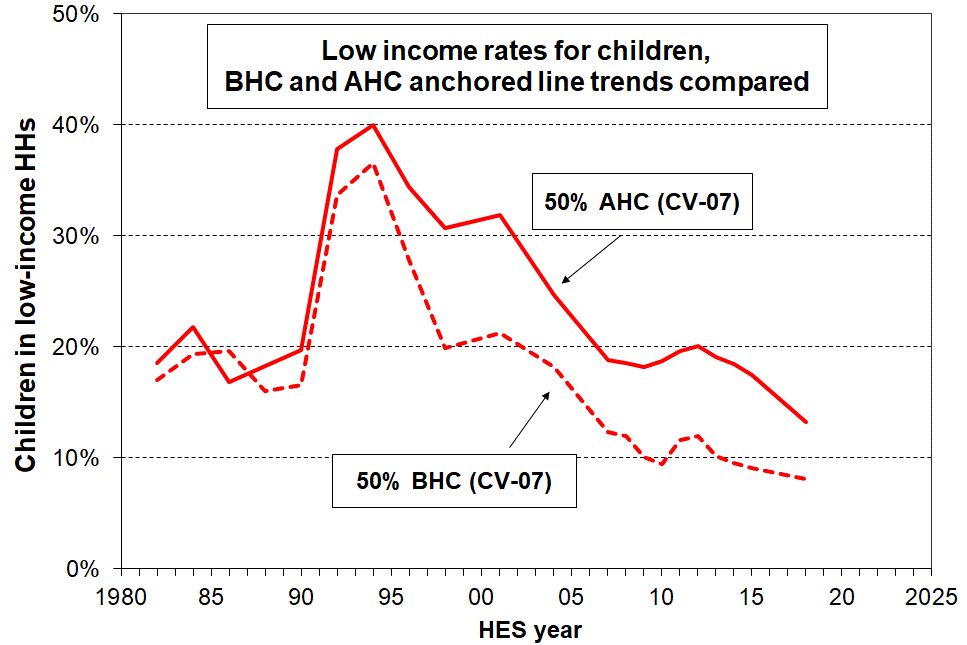 Low income rates for children,
BHC and AHC anchored line trends compared
Children in low-income HHs
50%
40%
30%
20%
10%
0%
50%  AHC (CV-07)
50%  BHC (CV-07)
1980 85 90 95 00 05 10 15 20 2025
HES year